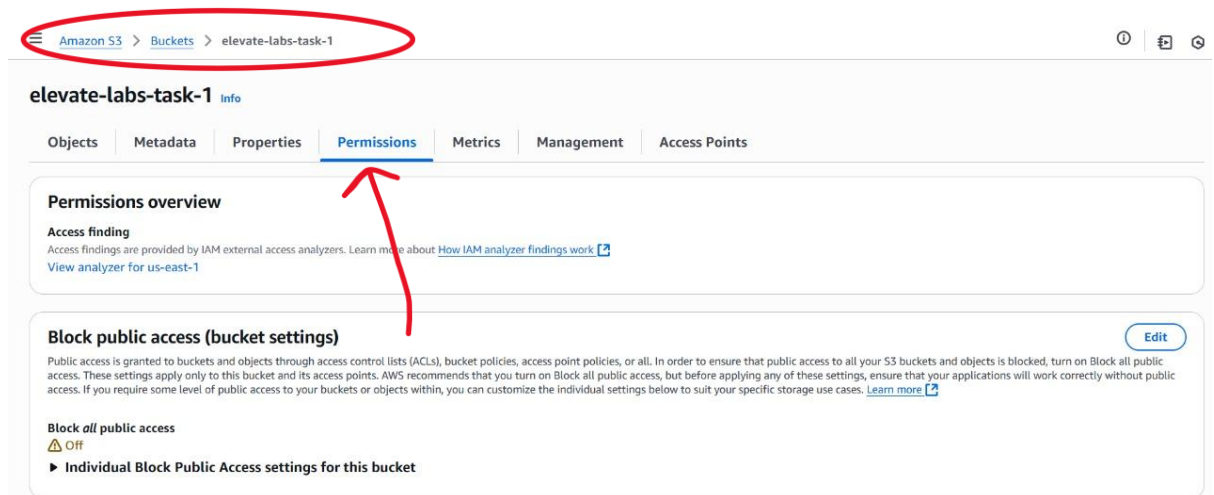 Amazon S3 > Buckets > elevate-labs-task-1
elevate-labs-task-1 Info
Objects Metadata Properties Permissions Metrics Management Access Points
Permissions overview
Access finding
Access findings are provided by IAM external access analyzers. Learn more about How IAM analyzer findings work
View analyzer for us-east-1
Block public access (bucket settings)
Edit
Public access is granted to buckets and objects through access control lists (ACLs), bucket policies, access point policies, or all. In order to ensure that public access to all your S3 buckets and objects is blocked, turn on Block all public
access. These settings apply only to this bucket and its access points. AWS recommends that you turn on Block all public access, but before applying any of these settings, ensure that your applications will work correctly without public
access. If you require some level of public access to your buckets or objects within, you can customize the individual settings below to suit your specific storage use cases. Learn more
Block all public access
Off
Individual Block Public Access settings for this bucket